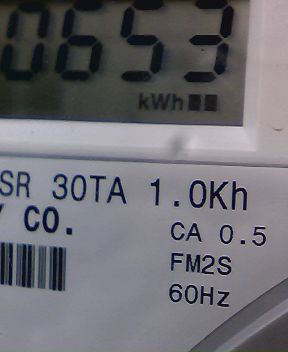 0653
kWh
SR 30TA 1.0Kh
CO.
CA 0.5
FM2S
60Hz